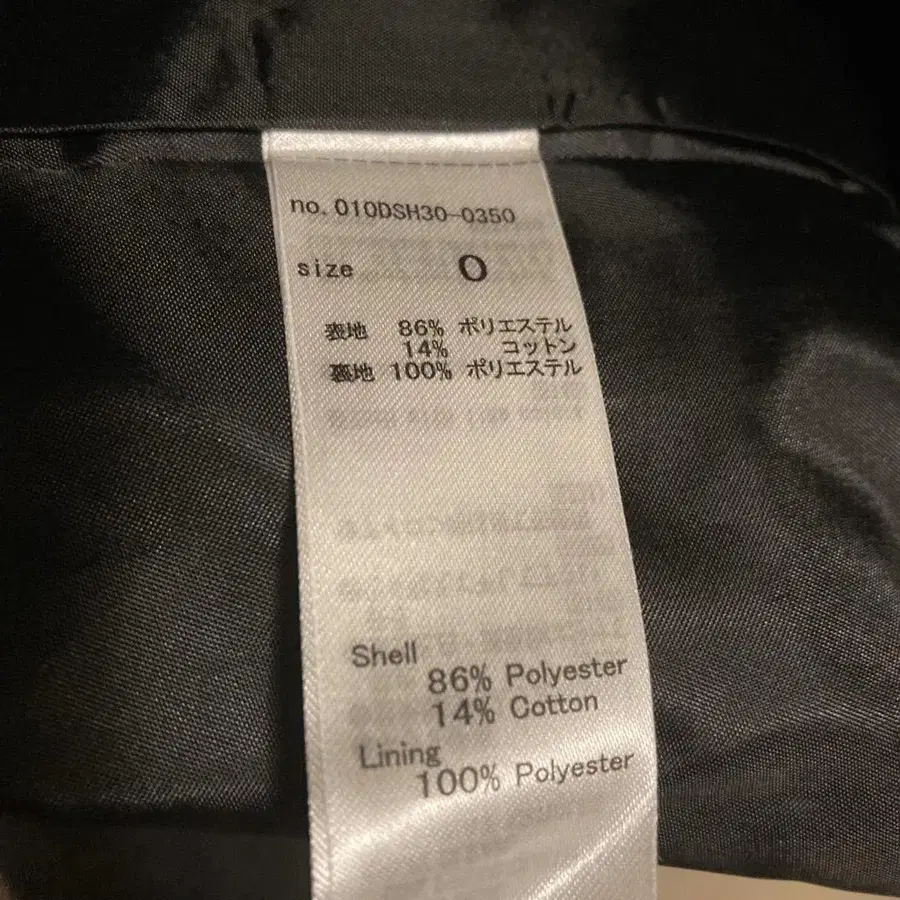 no. 010DSH30-0350
size 0
表地 86% ポリエステル
14% コットン
裏地 100% ポリエステル
Shell
86% Polyester
14% Cotton
Lining
100% Polyester